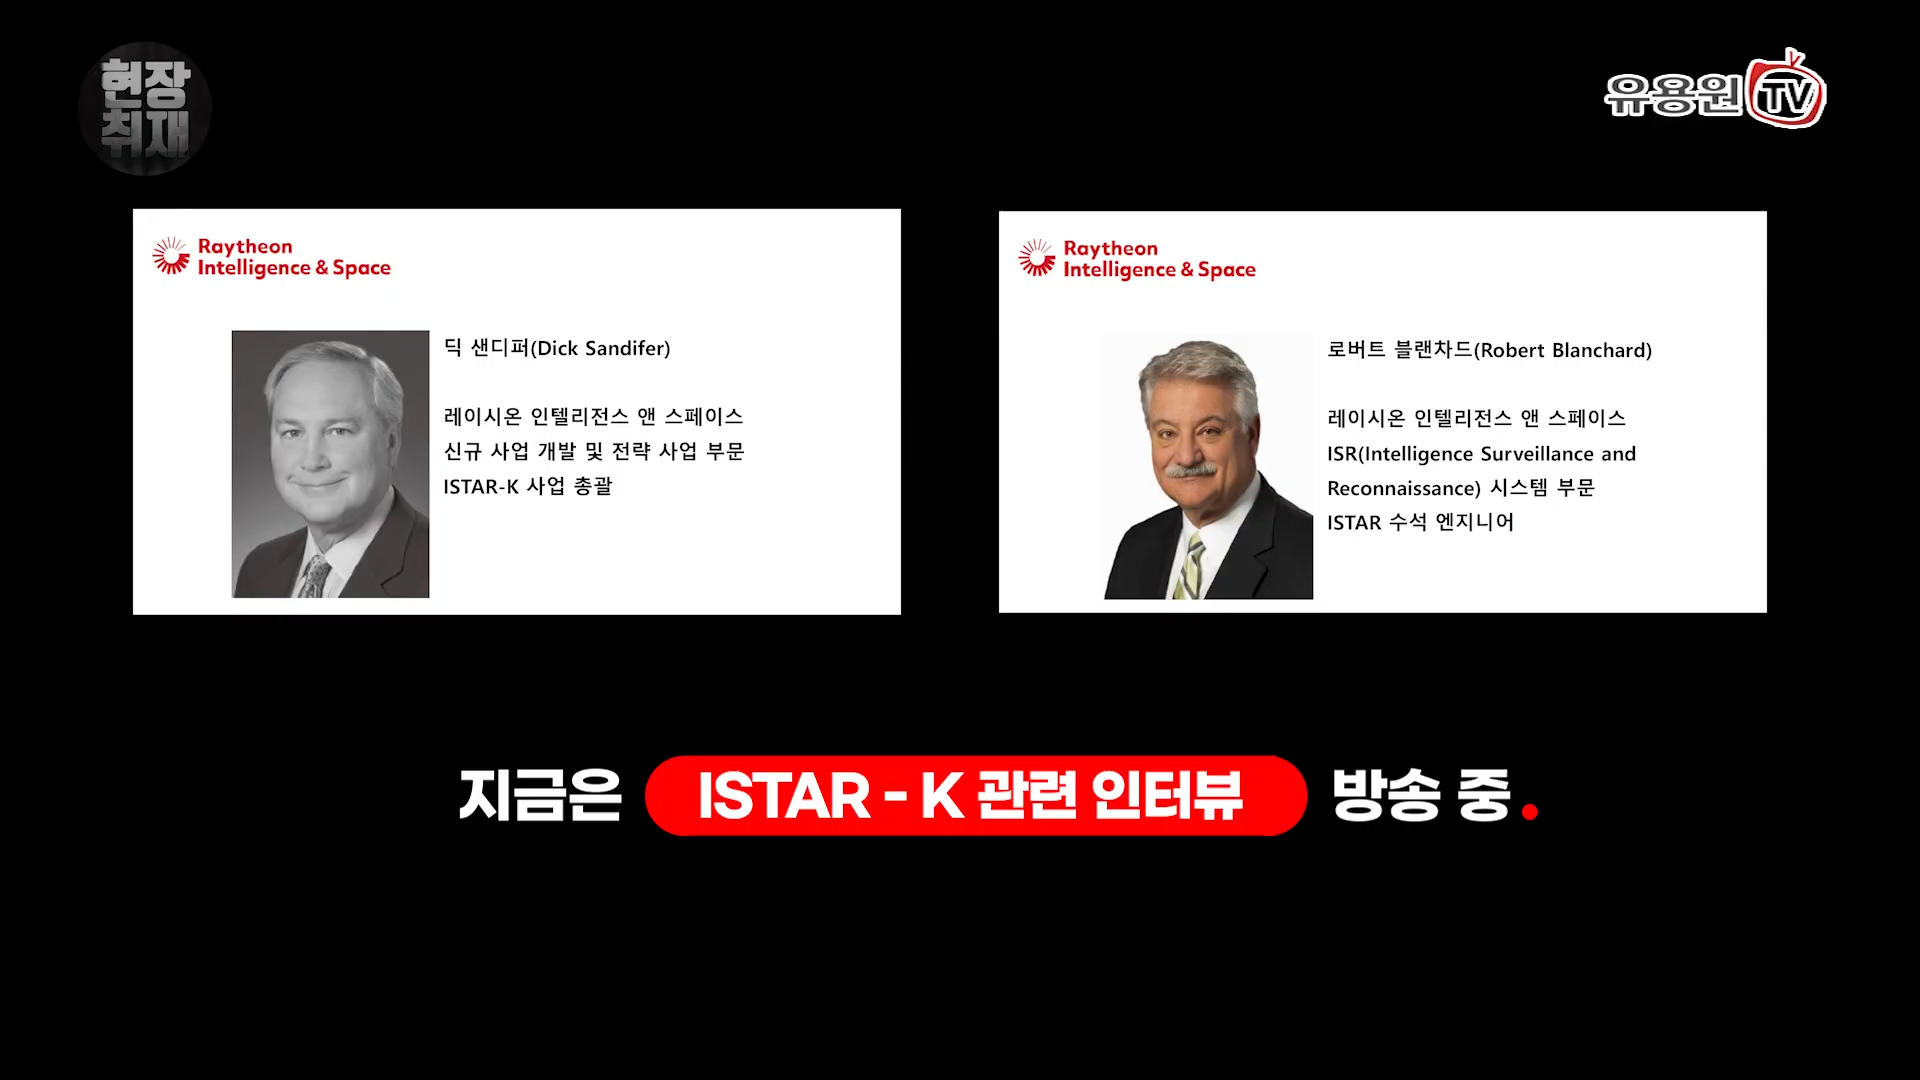 현장
취재
유용원 TV
Raytheon
Intelligence & Space
딕 샌디퍼(Dick Sandifer)
레이시온 인텔리전스 앤 스페이스
신규 사업 개발 및 전략 사업 부문
ISTAR-K 사업 총괄
Raytheon
Intelligence & Space
로버트 블랜차드(Robert Blanchard)
레이시온 인텔리전스 앤 스페이스
ISR(Intelligence Surveillance and
Reconnaissance) 시스템 부문
ISTAR 수석 엔지니어
지금은 ISTAR - K 관련 인터뷰 방송 중.